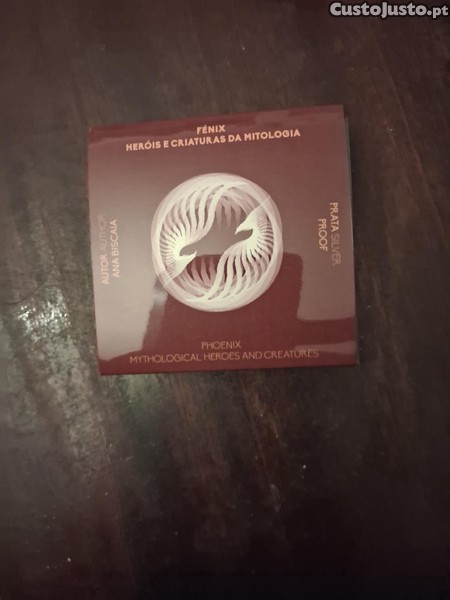 CustoJusto.pt
FÉNIX
HERÓIS E CRIATURAS DA MITOLOGIA
AUTOR AUTHOR
ANA BISCAIA
PRATA SILVER
PROOF
PHOENIX
MYTHOLOGICAL HEROES AND CREATURES